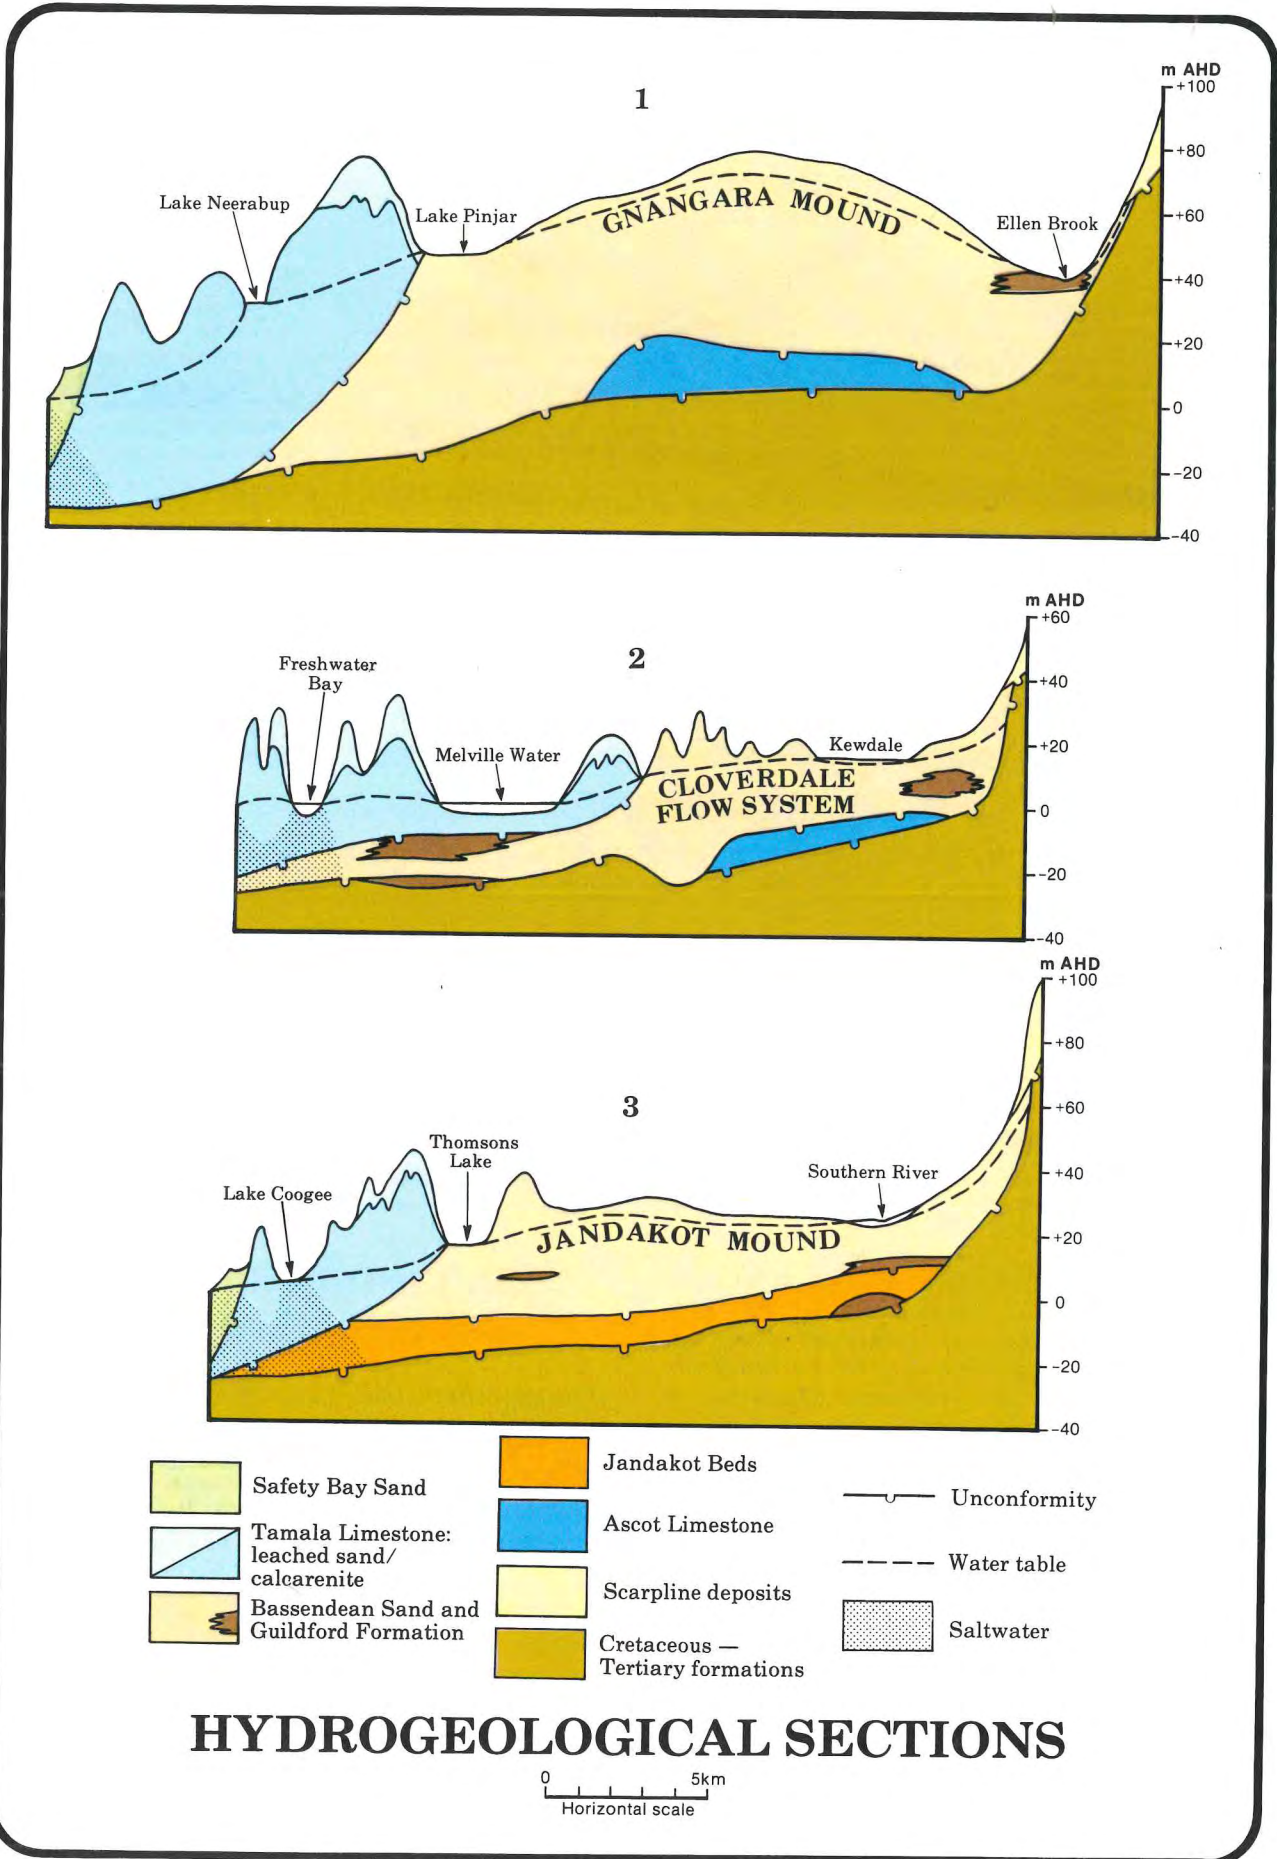 1
m AHD
+100
+80
+60
+40
+20
0
-20
-40
Lake Neerabup
Lake Pinjar
GNANGARA MOUND
Ellen Brook
2
m AHD
+60
+40
+20
0
-20
-40
Freshwater
Bay
Melville Water
Kewdale
CLOVERDALE
FLOW SYSTEM
3
m AHD
+100
+80
+60
+40
+20
0
-20
-40
Thomsons
Lake
Lake Coogee
Southern River
JANDAKOT MOUND
Safety Bay Sand
Tamala Limestone:
leached sand/
calcarenite
Bassendean Sand and
Guildford Formation
Jandakot Beds
Ascot Limestone
Scarpline deposits
Cretaceous —
Tertiary formations
Unconformity
Water table
Saltwater
HYDROGEOLOGICAL SECTIONS
0 5km
Horizontal scale